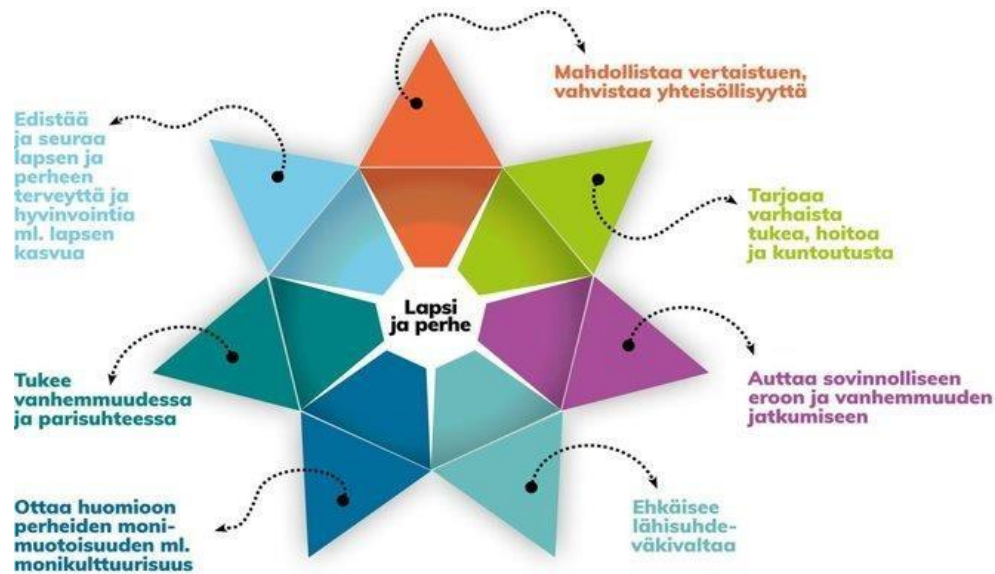 Mahdollistaa vertaistuen,
vahvistaa yhteisöllisyyttä
Edistää
ja seuraa
lapsen ja
perheen
terveyttä ja
hyvinvointia
ml. lapsen
kasvua
Tarjoaa
varhaista
tukea, hoitoa
ja kuntoutusta
Lapsi
ja perhe
Tukee
vanhemmuudessa
ja parisuhteessa
Auttaa sovinnolliseen
eroon ja vanhemmuuden
jatkumiseen
Ottaa huomioon
perheiden moni-
muotoisuuden ml.
monikulttuurisuus
Ehkäisee
lähisuhde-
väkivaltaa